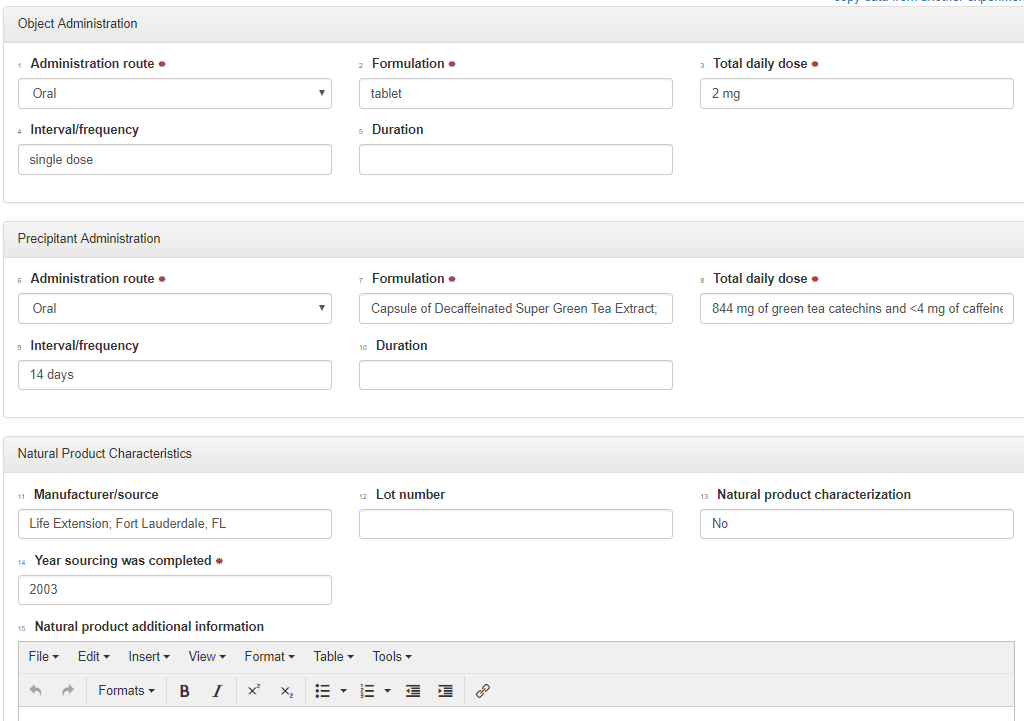 Object Administration
1 Administration route 2 Formulation 3 Total daily dose
Oral tablet 2 mg
4 Interval/frequency 5 Duration
single dose
Precipitant Administration
6 Administration route 7 Formulation 8 Total daily dose
Oral Capsule of Decaffeinated Super Green Tea Extract; 844 mg of green tea catechins and <4 mg of caffeine
9 Interval/frequency 10 Duration
14 days
Natural Product Characteristics
11 Manufacturer/source 12 Lot number 13 Natural product characterization
Life Extension; Fort Lauderdale, FL No
14 Year sourcing was completed
2003
15 Natural product additional information
File Edit Insert View Format Table Tools
Formats B I x² x₂